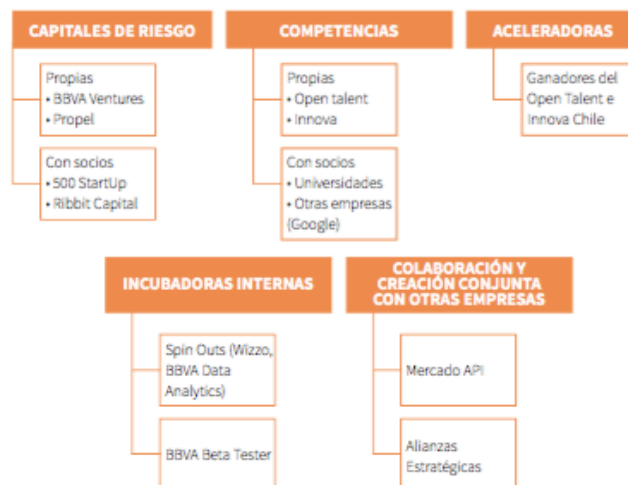 CAPITALES DE RIESGO
Propias
• BBVA Ventures
• Propel
Con socios
• 500 StartUp
• Ribbit Capital
COMPETENCIAS
Propias
• Open talent
• Innova
Con socios
• Universidades
• Otras empresas
(Google)
ACELERADORAS
Ganadores del
Open Talent e
Innova Chile
INCUBADORAS INTERNAS
Spin Outs (Wizzo,
BBVA Data
Analytics)
BBVA Beta Tester
COLABORACIÓN Y
CREACIÓN CONJUNTA
CON OTRAS EMPRESAS
Mercado API
Alianzas
Estratégicas